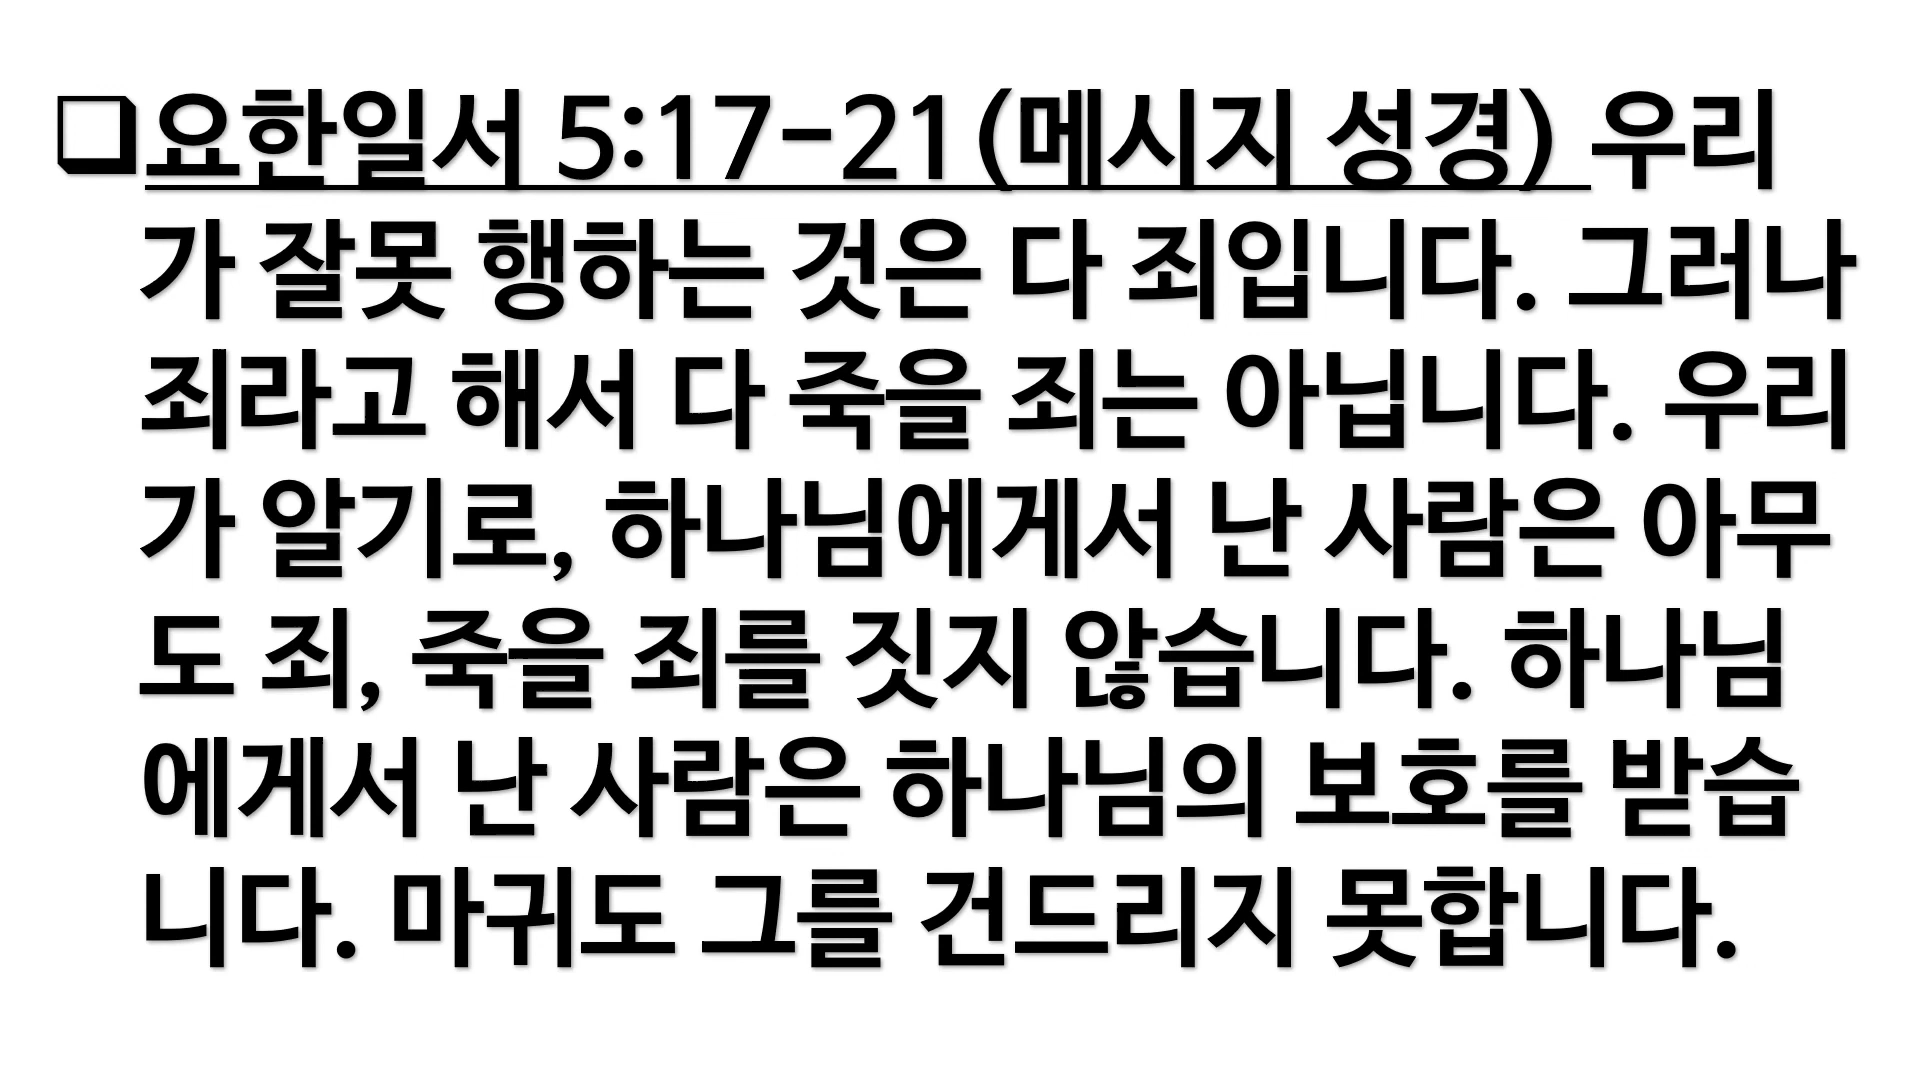 ❑요한일서 5:17-21(메시지 성경) 우리
가 잘못 행하는 것은 다 죄입니다. 그러나
죄라고 해서 다 죽을 죄는 아닙니다. 우리
가 알기로, 하나님에게서 난 사람은 아무
도 죄, 죽을 죄를 짓지 않습니다. 하나님
에게서 난 사람은 하나님의 보호를 받습
니다. 마귀도 그를 건드리지 못합니다.